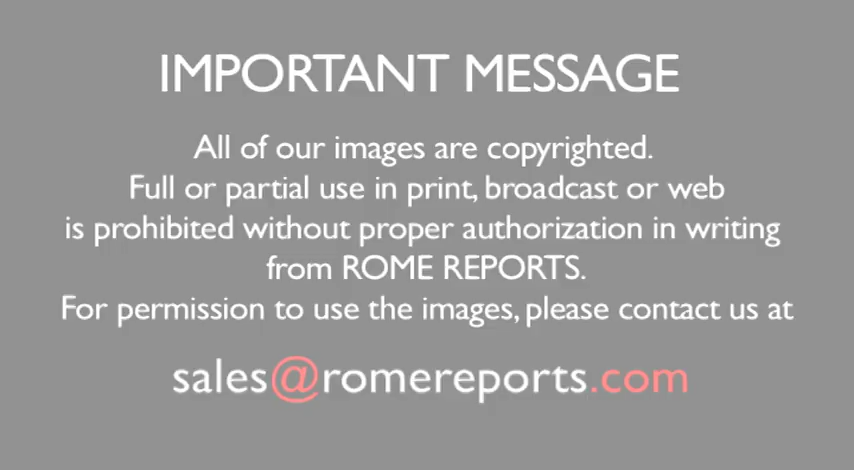 IMPORTANT MESSAGE
All of our images are copyrighted.
Full or partial use in print, broadcast or web
is prohibited without proper authorization in writing
from ROME REPORTS.
For permission to use the images, please contact us at
sales@romereports.com